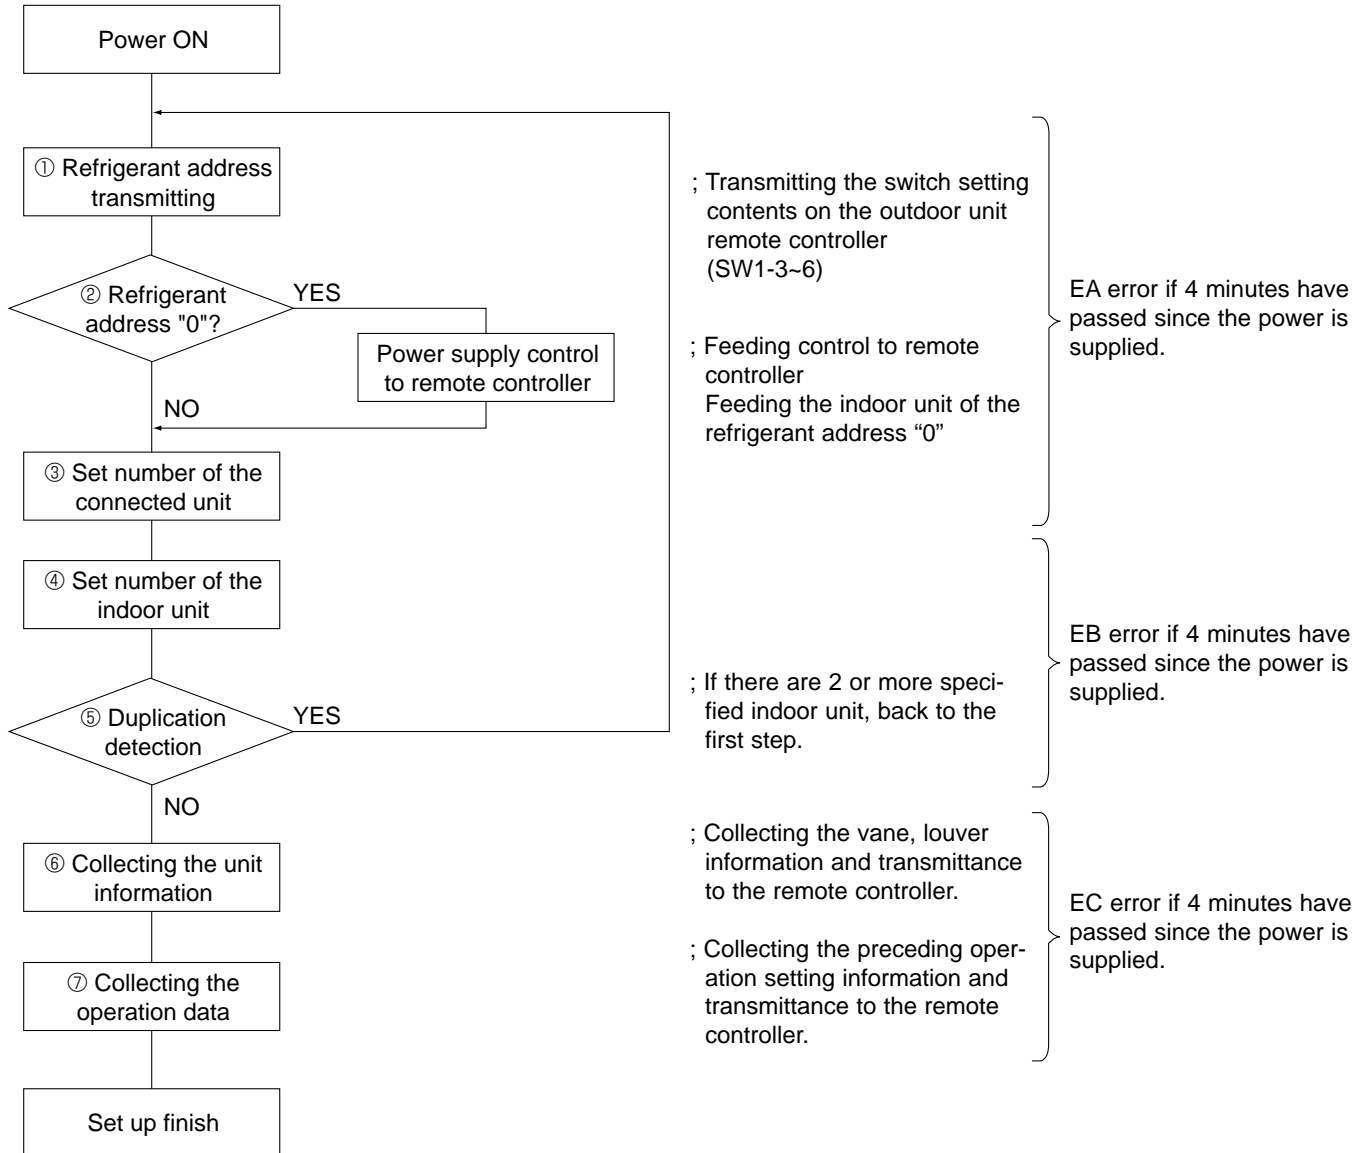 Power ON
① Refrigerant address
transmitting
② Refrigerant
address "0"?
YES
Power supply control
to remote controller
NO
③ Set number of the
connected unit
④ Set number of the
indoor unit
⑤ Duplication
detection
YES
NO
⑥ Collecting the unit
information
⑦ Collecting the
operation data
Set up finish
; Transmitting the switch setting
contents on the outdoor unit
remote controller
(SW1-3~6)
; Feeding control to remote
controller
Feeding the indoor unit of the
refrigerant address “0”
; If there are 2 or more speci-
fied indoor unit, back to the
first step.
; Collecting the vane, louver
information and transmittance
to the remote controller.
; Collecting the preceding oper-
ation setting information and
transmittance to the remote
controller.
EA error if 4 minutes have
passed since the power is
supplied.
EB error if 4 minutes have
passed since the power is
supplied.
EC error if 4 minutes have
passed since the power is
supplied.